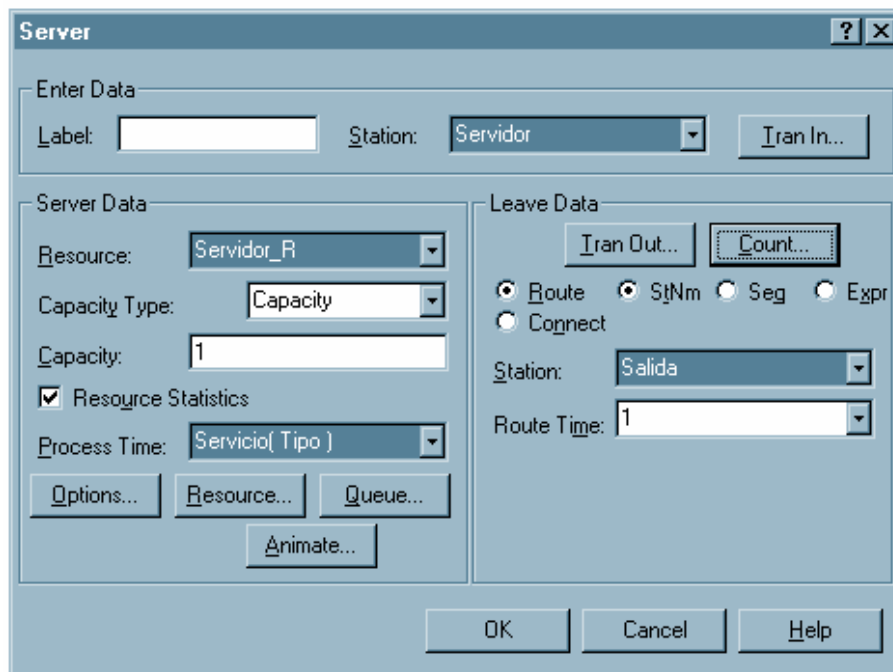 Server
Enter Data
Label:
Station: Servidor
Tran In...
Server Data
Resource: Servidor_R
Capacity Type: Capacity
Capacity: 1
Resource Statistics
Process Time: Servicio( Tipo )
Options... Resource... Queue...
Animate...
Leave Data
Tran Out... Count...
Route StNm Seg Expr
Connect
Station: Salida
Route Time: 1
OK Cancel Help